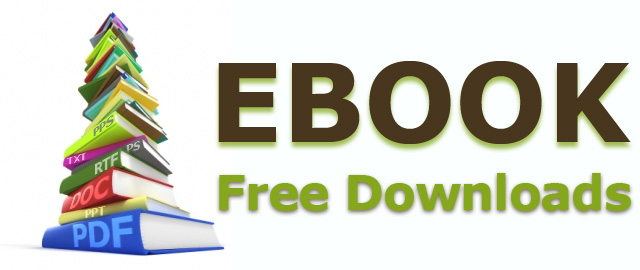 EBOOK
Free Downloads
PPS
TXT
PS
RTF
DOC
PPT
PDF